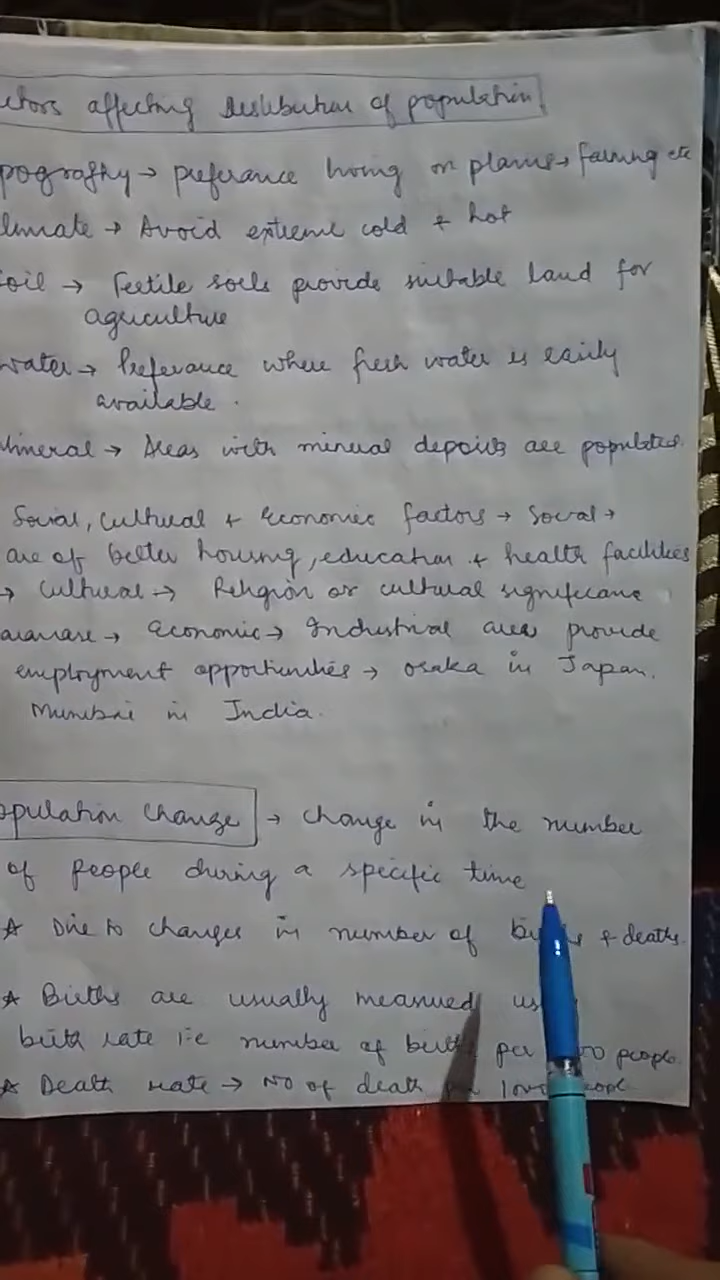 ctors affecting Distribution of population
pography → preferance living on plains → farming etc
limate → Avoid extreme cold + hot
oil → Fertile soils provide suitable land for
agriculture
water → Preferance where fresh water is easily
available.
Mineral → Areas with mineral deposits are populated.
Social, Cultural + Economic factors → Social →
are of better housing, education + health facilities
→ Cultural → Religion or cultural significance
→ Economic → Industrial areas provide
employment opportunities → Osaka in Japan.
Mumbai in India.
opulation Change → Change in the number
of people during a specific time
★ Due to changes in number of & deaths.
★ Births are usually measured
birth rate i.e number of births per people.
★ Death rate → No of death